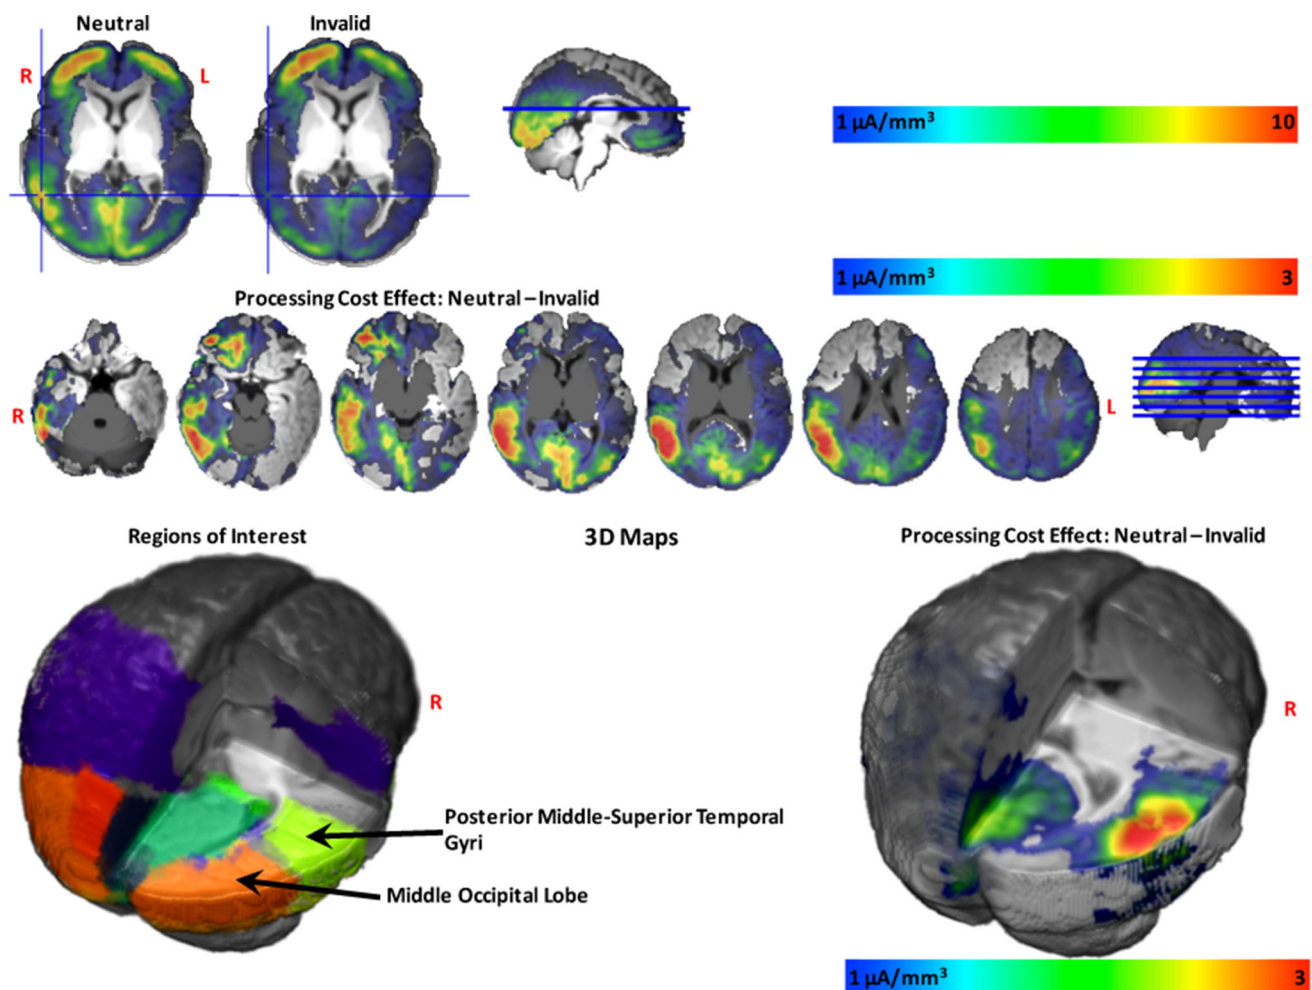 Neutral
Invalid
R
L
1 µA/mm³
10
1 µA/mm³
3
Processing Cost Effect: Neutral – Invalid
R
L
Regions of Interest
3D Maps
Processing Cost Effect: Neutral – Invalid
R
R
Posterior Middle-Superior Temporal
Gyri
Middle Occipital Lobe
1 µA/mm³
3